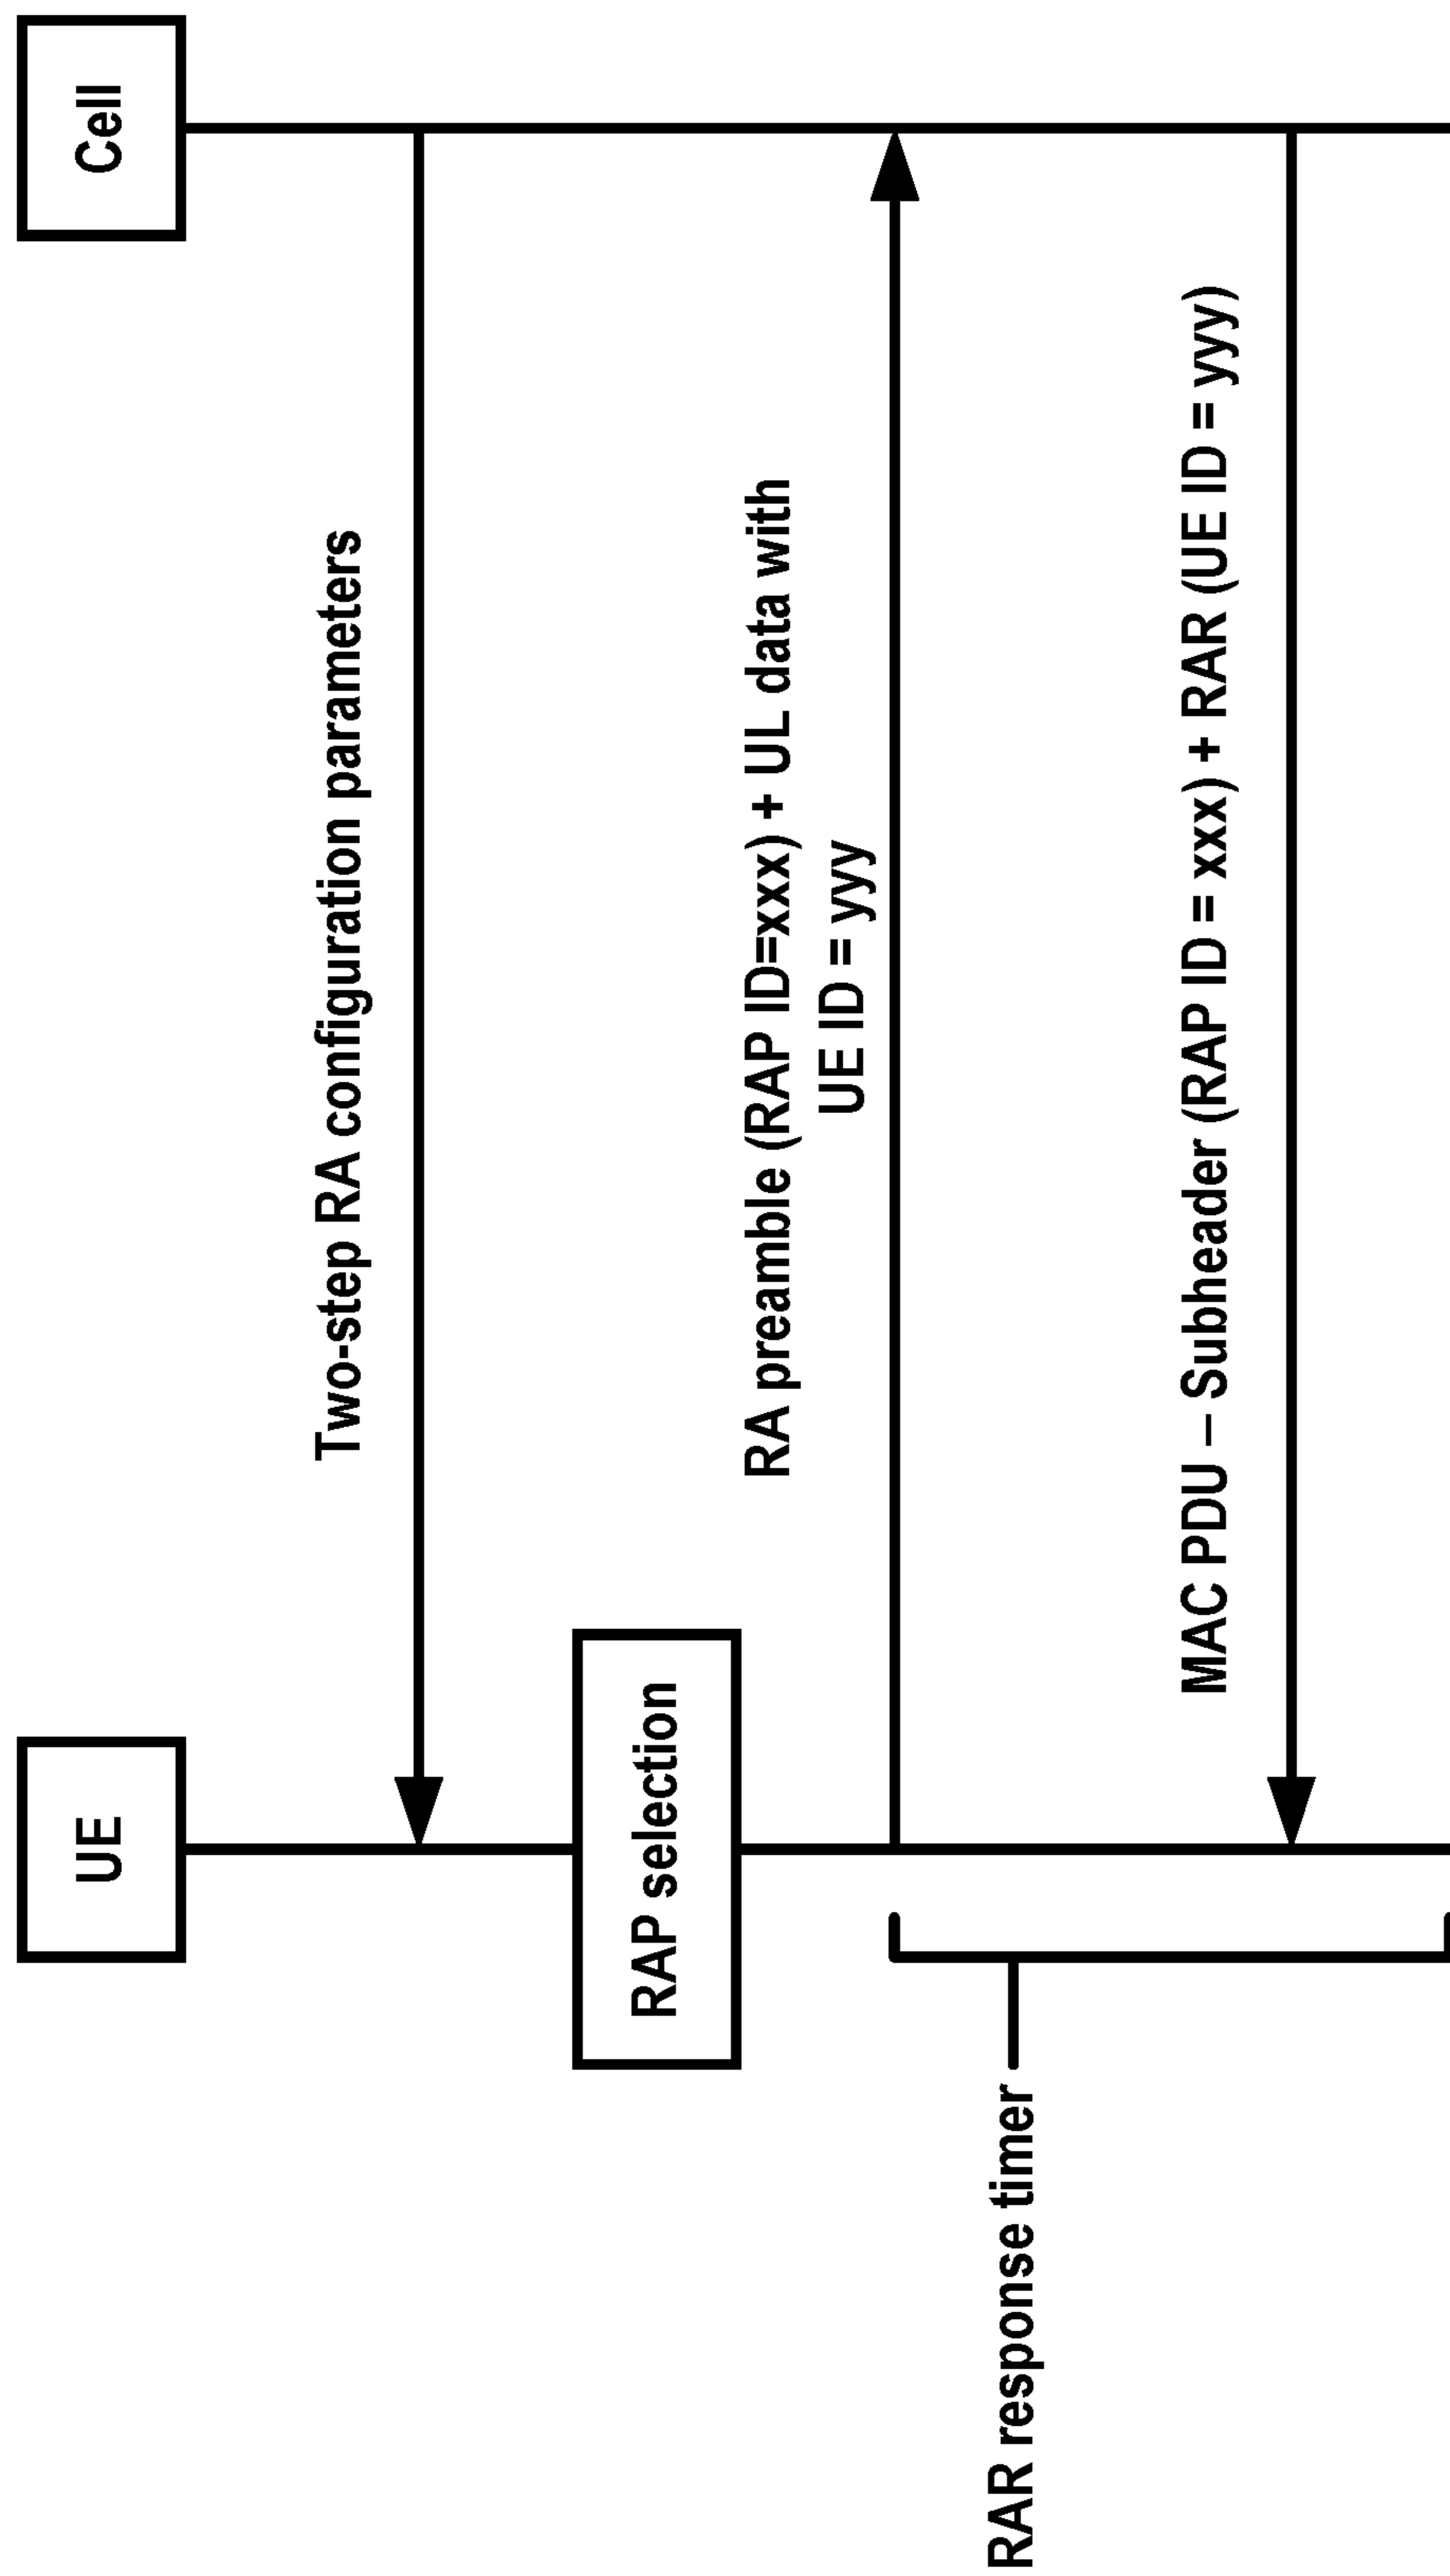 UE
Cell
Two-step RA configuration parameters
RAP selection
RA preamble (RAP ID=xxx) + UL data with
UE ID = yyy
RAR response timer
MAC PDU – Subheader (RAP ID = xxx) + RAR (UE ID = yyy)